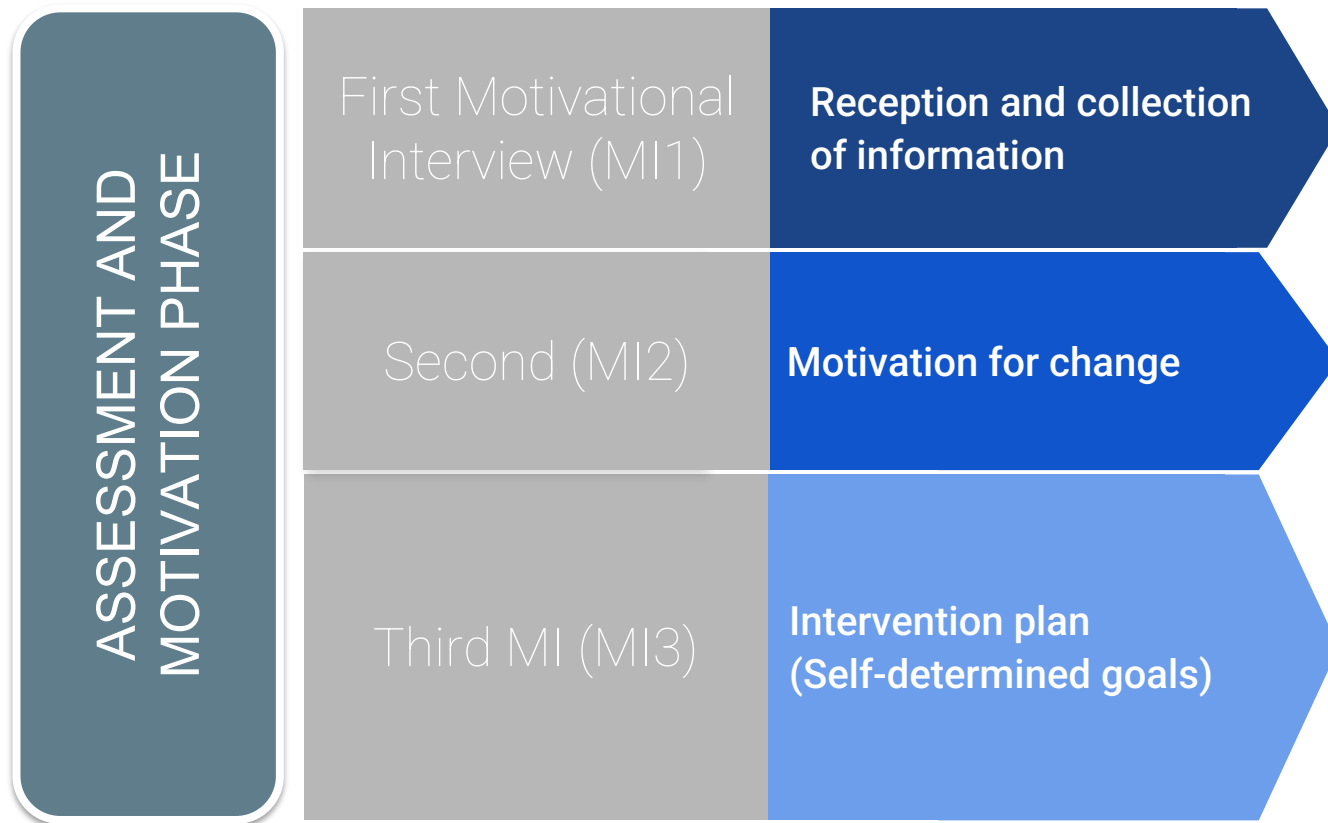 ASSESSMENT AND
MOTIVATION PHASE
First Motivational
Interview (MI1)
Reception and collection
of information
Second (MI2)
Motivation for change
Third MI (MI3)
Intervention plan
(Self-determined goals)